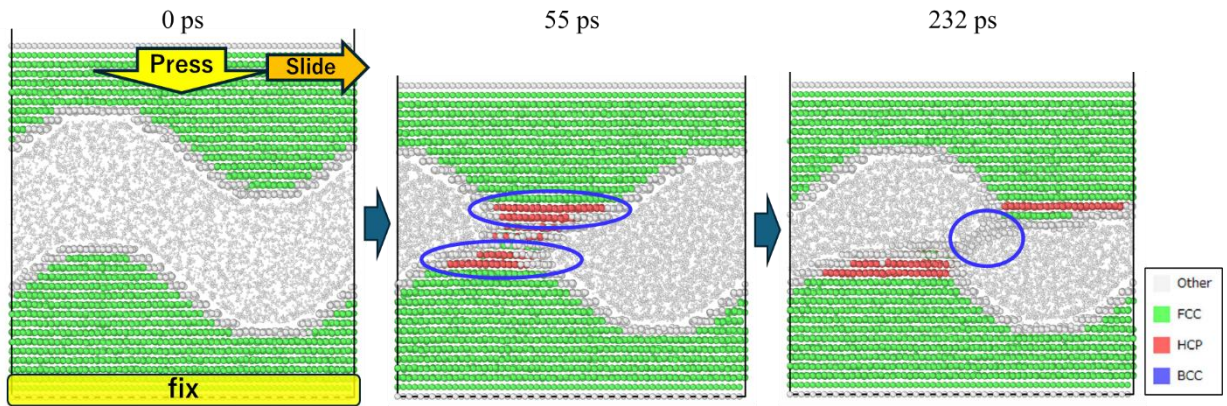 0 ps
55 ps
232 ps
Press
Slide
fix
Other
FCC
HCP
BCC